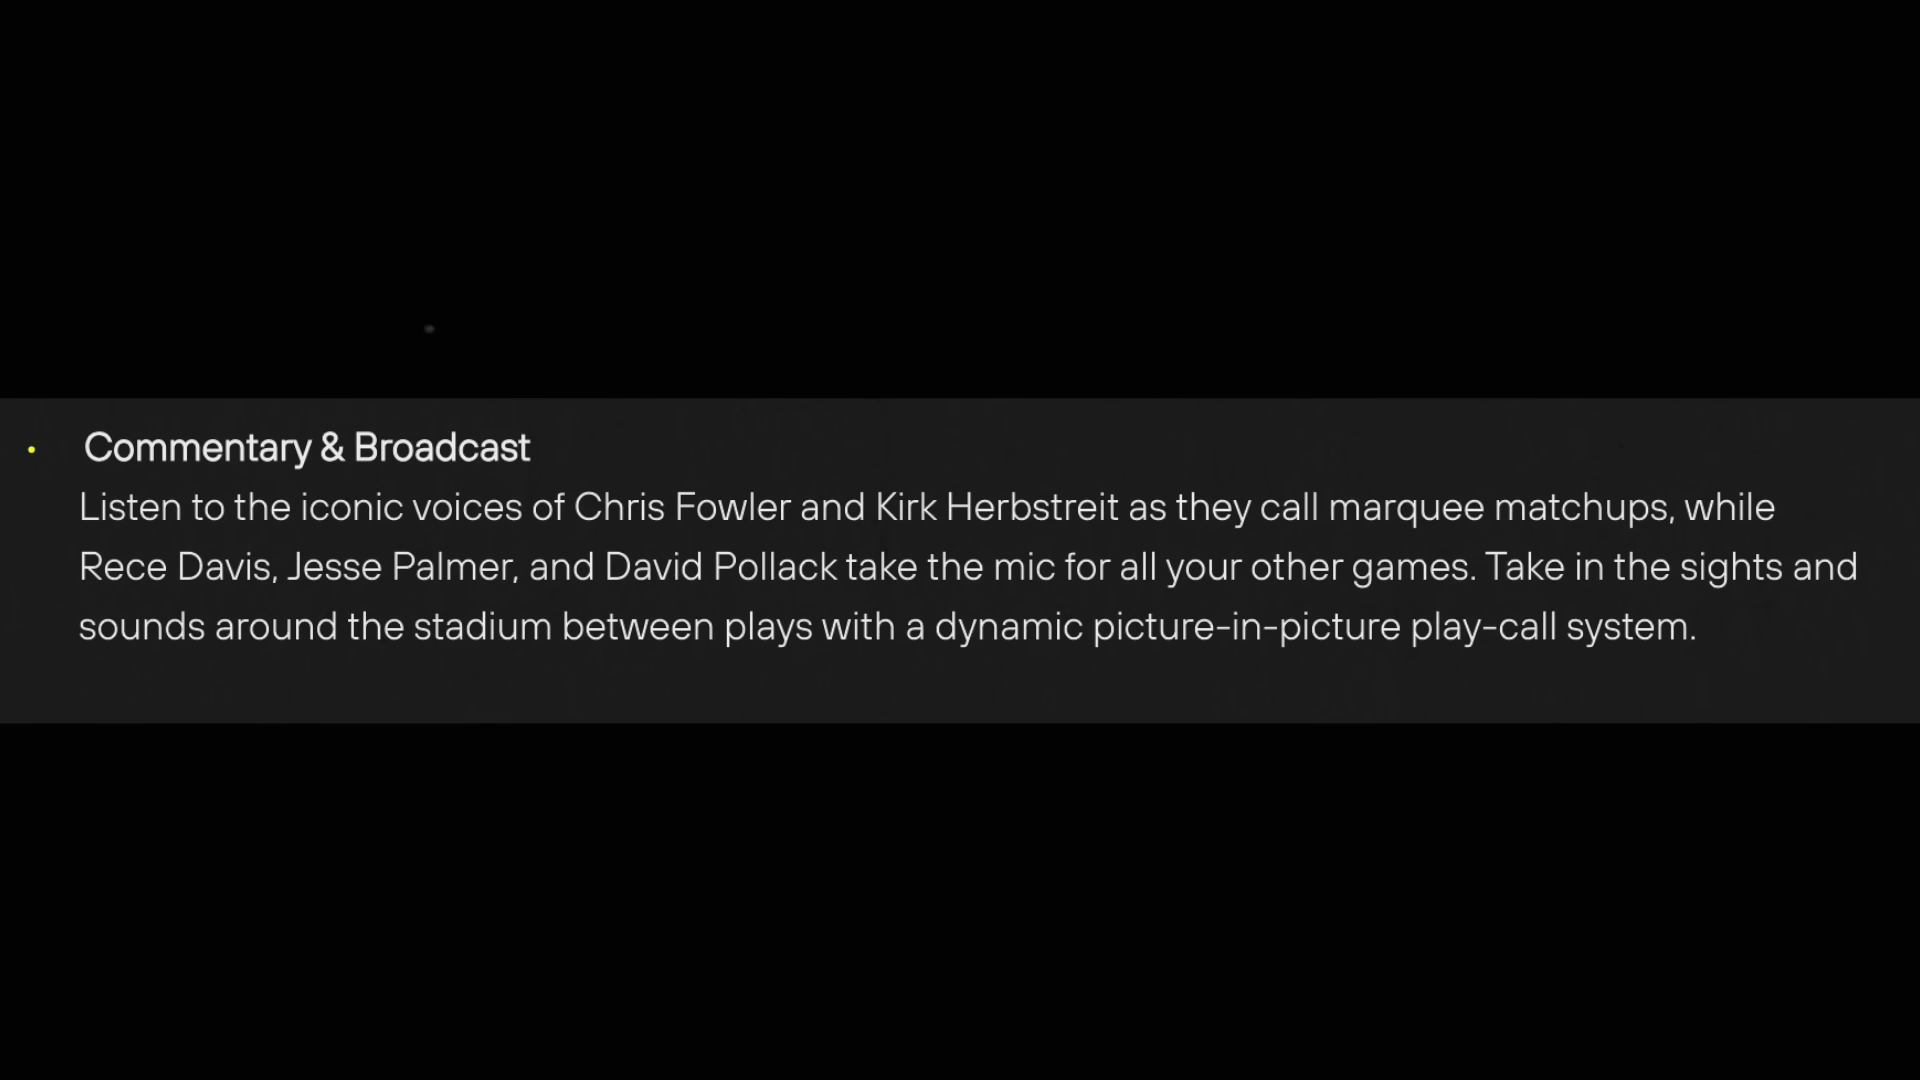 Commentary & Broadcast
Listen to the iconic voices of Chris Fowler and Kirk Herbstreit as they call marquee matchups, while
Rece Davis, Jesse Palmer, and David Pollack take the mic for all your other games. Take in the sights and
sounds around the stadium between plays with a dynamic picture-in-picture play-call system.